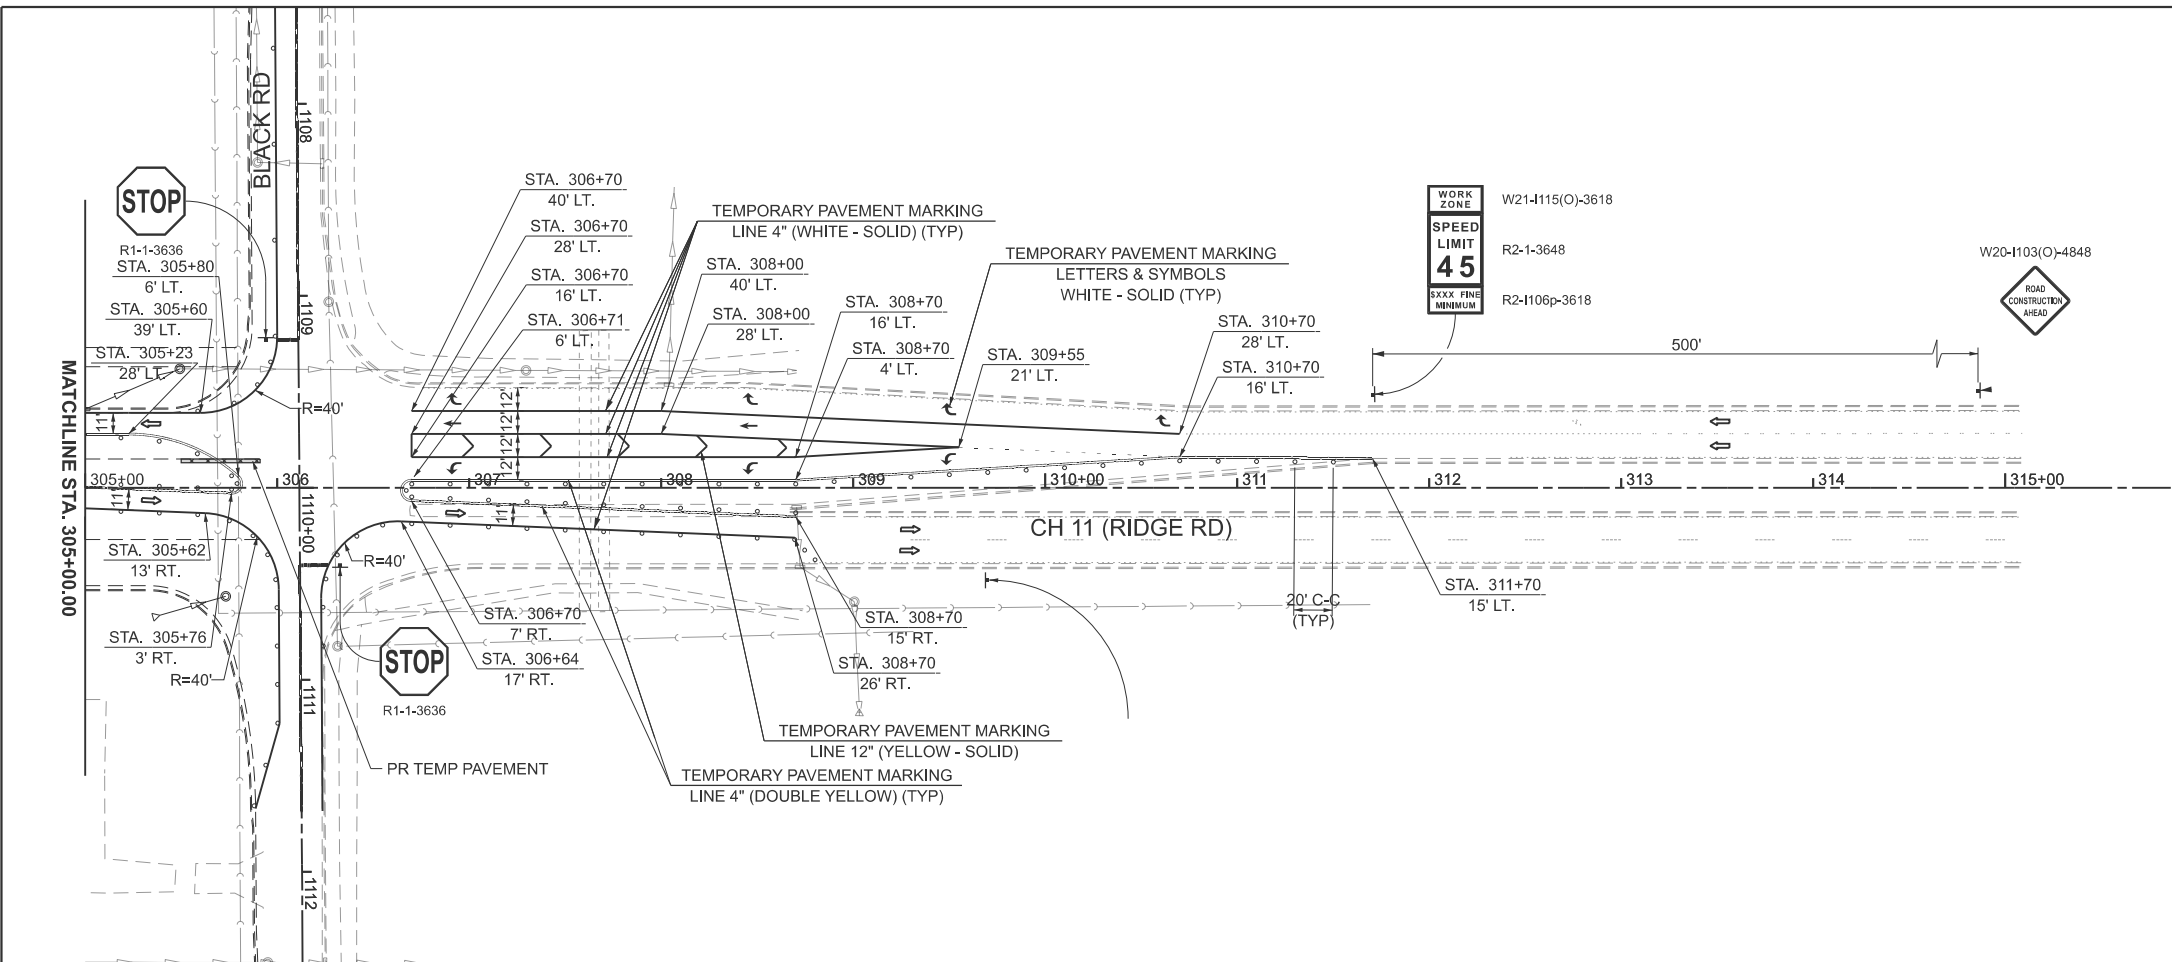 BLACK RD
1108
1109
1110+00
1111
1112
STOP
R1-1-3636
STA. 305+80
6' LT.
STA. 305+60
39' LT.
STA. 305+23
28' LT.
MATCHLINE STA. 305+00.00
11'
11'
R=40'
STA. 305+62
13' RT.
STA. 305+76
3' RT.
R=40'
PR TEMP PAVEMENT
STA. 306+70
40' LT.
STA. 306+70
28' LT.
STA. 306+70
16' LT.
STA. 306+71
6' LT.
TEMPORARY PAVEMENT MARKING
LINE 4" (WHITE - SOLID) (TYP)
STA. 308+00
40' LT.
STA. 308+00
28' LT.
STA. 308+70
16' LT.
STA. 308+70
4' LT.
TEMPORARY PAVEMENT MARKING
LETTERS & SYMBOLS
WHITE - SOLID (TYP)
STA. 309+55
21' LT.
STA. 310+70
28' LT.
STA. 310+70
16' LT.
WORK
ZONE
SPEED
LIMIT
45
$XXX FINE
MINIMUM
W21-I115(O)-3618
R2-1-3648
R2-I106p-3618
W20-I103(O)-4848
ROAD
CONSTRUCTION
AHEAD
500'
12'
12'
12'
12'
11'
305+00
306
307
308
309
310+00
311
312
313
314
315+00
CH 11 (RIDGE RD)
R=40'
STOP
R1-1-3636
STA. 306+70
7' RT.
STA. 306+64
17' RT.
STA. 308+70
15' RT.
STA. 308+70
26' RT.
20' C-C
(TYP)
STA. 311+70
15' LT.
TEMPORARY PAVEMENT MARKING
LINE 12" (YELLOW - SOLID)
TEMPORARY PAVEMENT MARKING
LINE 4" (DOUBLE YELLOW) (TYP)